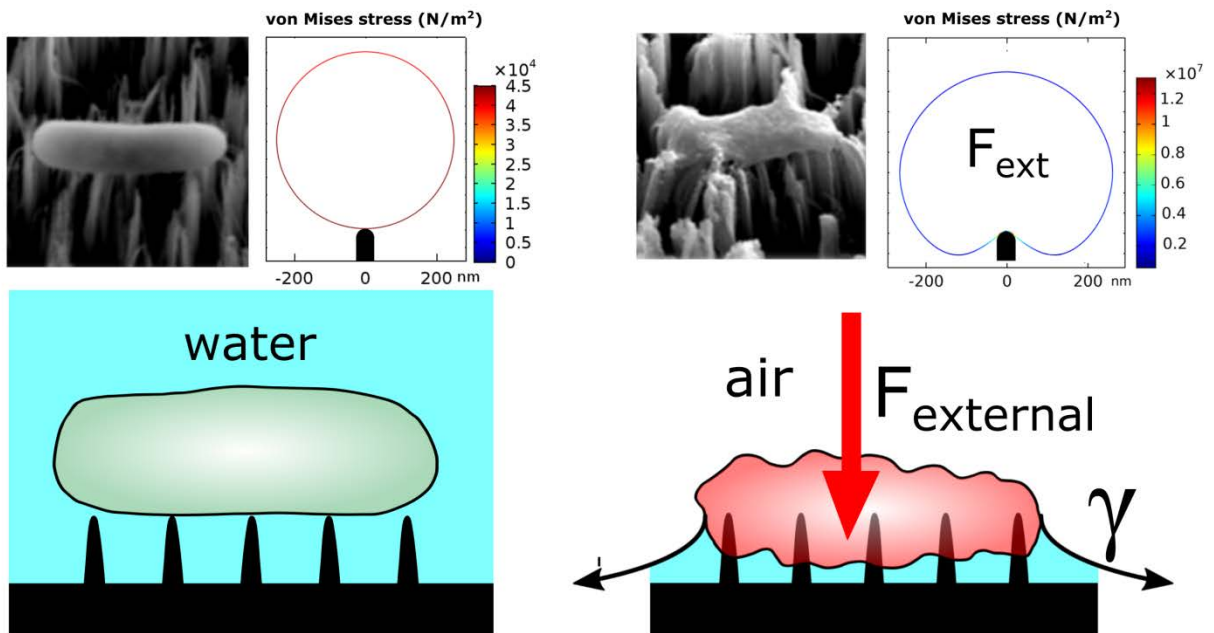 von Mises stress (N/m²)
×10⁴
4.5
4
3.5
3
2.5
2
1.5
1
0.5
0
-200
0
200
nm
von Mises stress (N/m²)
×10⁷
1.2
1
0.8
0.6
0.4
0.2
F_ext
-200
0
200
nm
water
air
F_external
γ